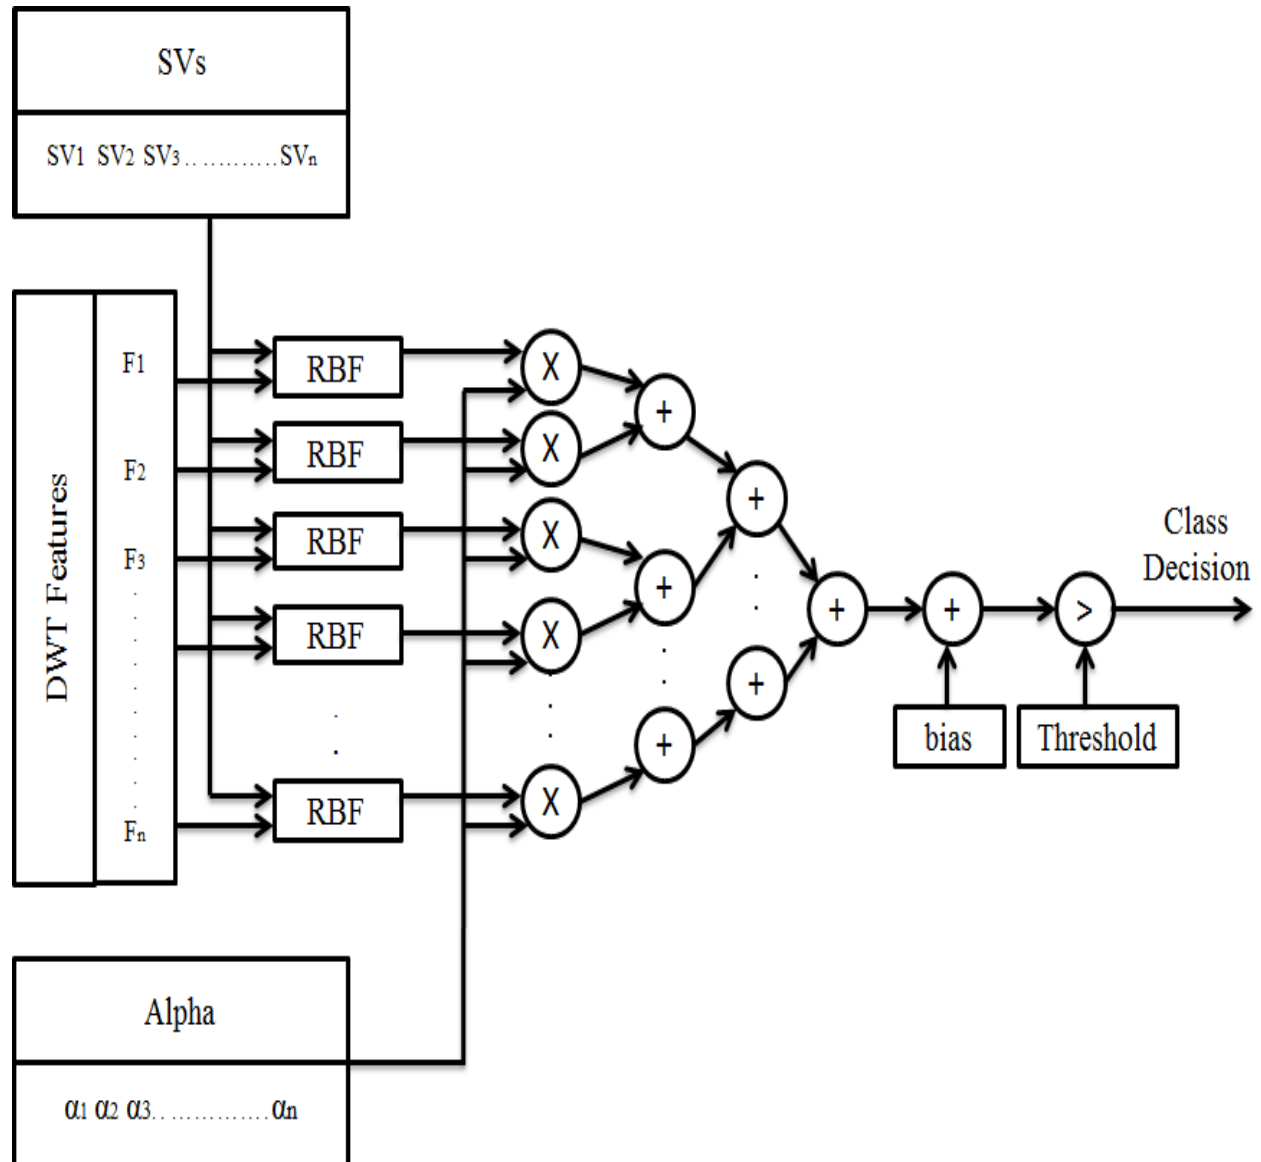 SVs
SV1 SV2 SV3 .. ........... SVn
DWT Features
F1
F2
F3
Fn
RBF
RBF
RBF
RBF
RBF
X
X
X
X
X
+
+
+
+
+
+
+
>
Class
Decision
bias
Threshold
Alpha
α1 α2 α3. . .............. αn